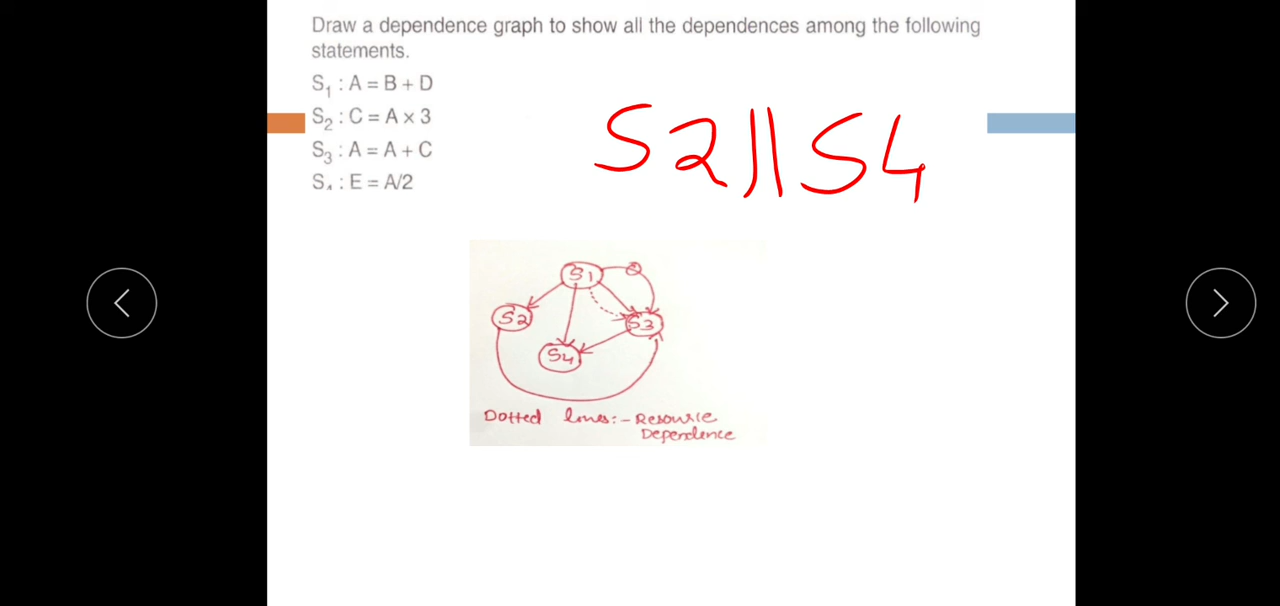 Draw a dependence graph to show all the dependences among the following
statements.
S₁ : A = B + D
S₂ : C = A × 3
S₃ : A = A + C
S₄ : E = A/2
S2||S4
S1
S2
S3
S4
Dotted lines:- Resource
Dependence